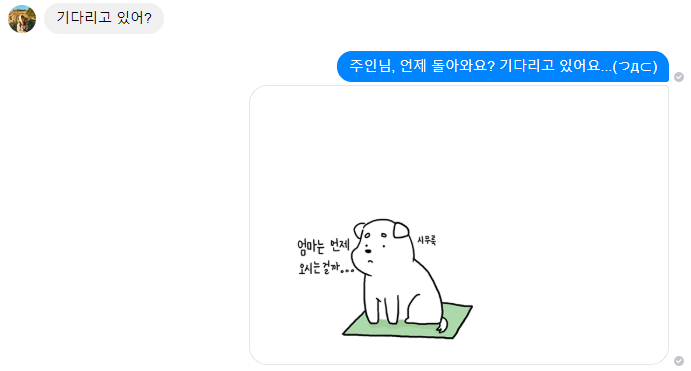 기다리고 있어?
주인님, 언제 돌아와요? 기다리고 있어요...(つд⊂)
엄마는 언제 시무룩
오시는걸까...